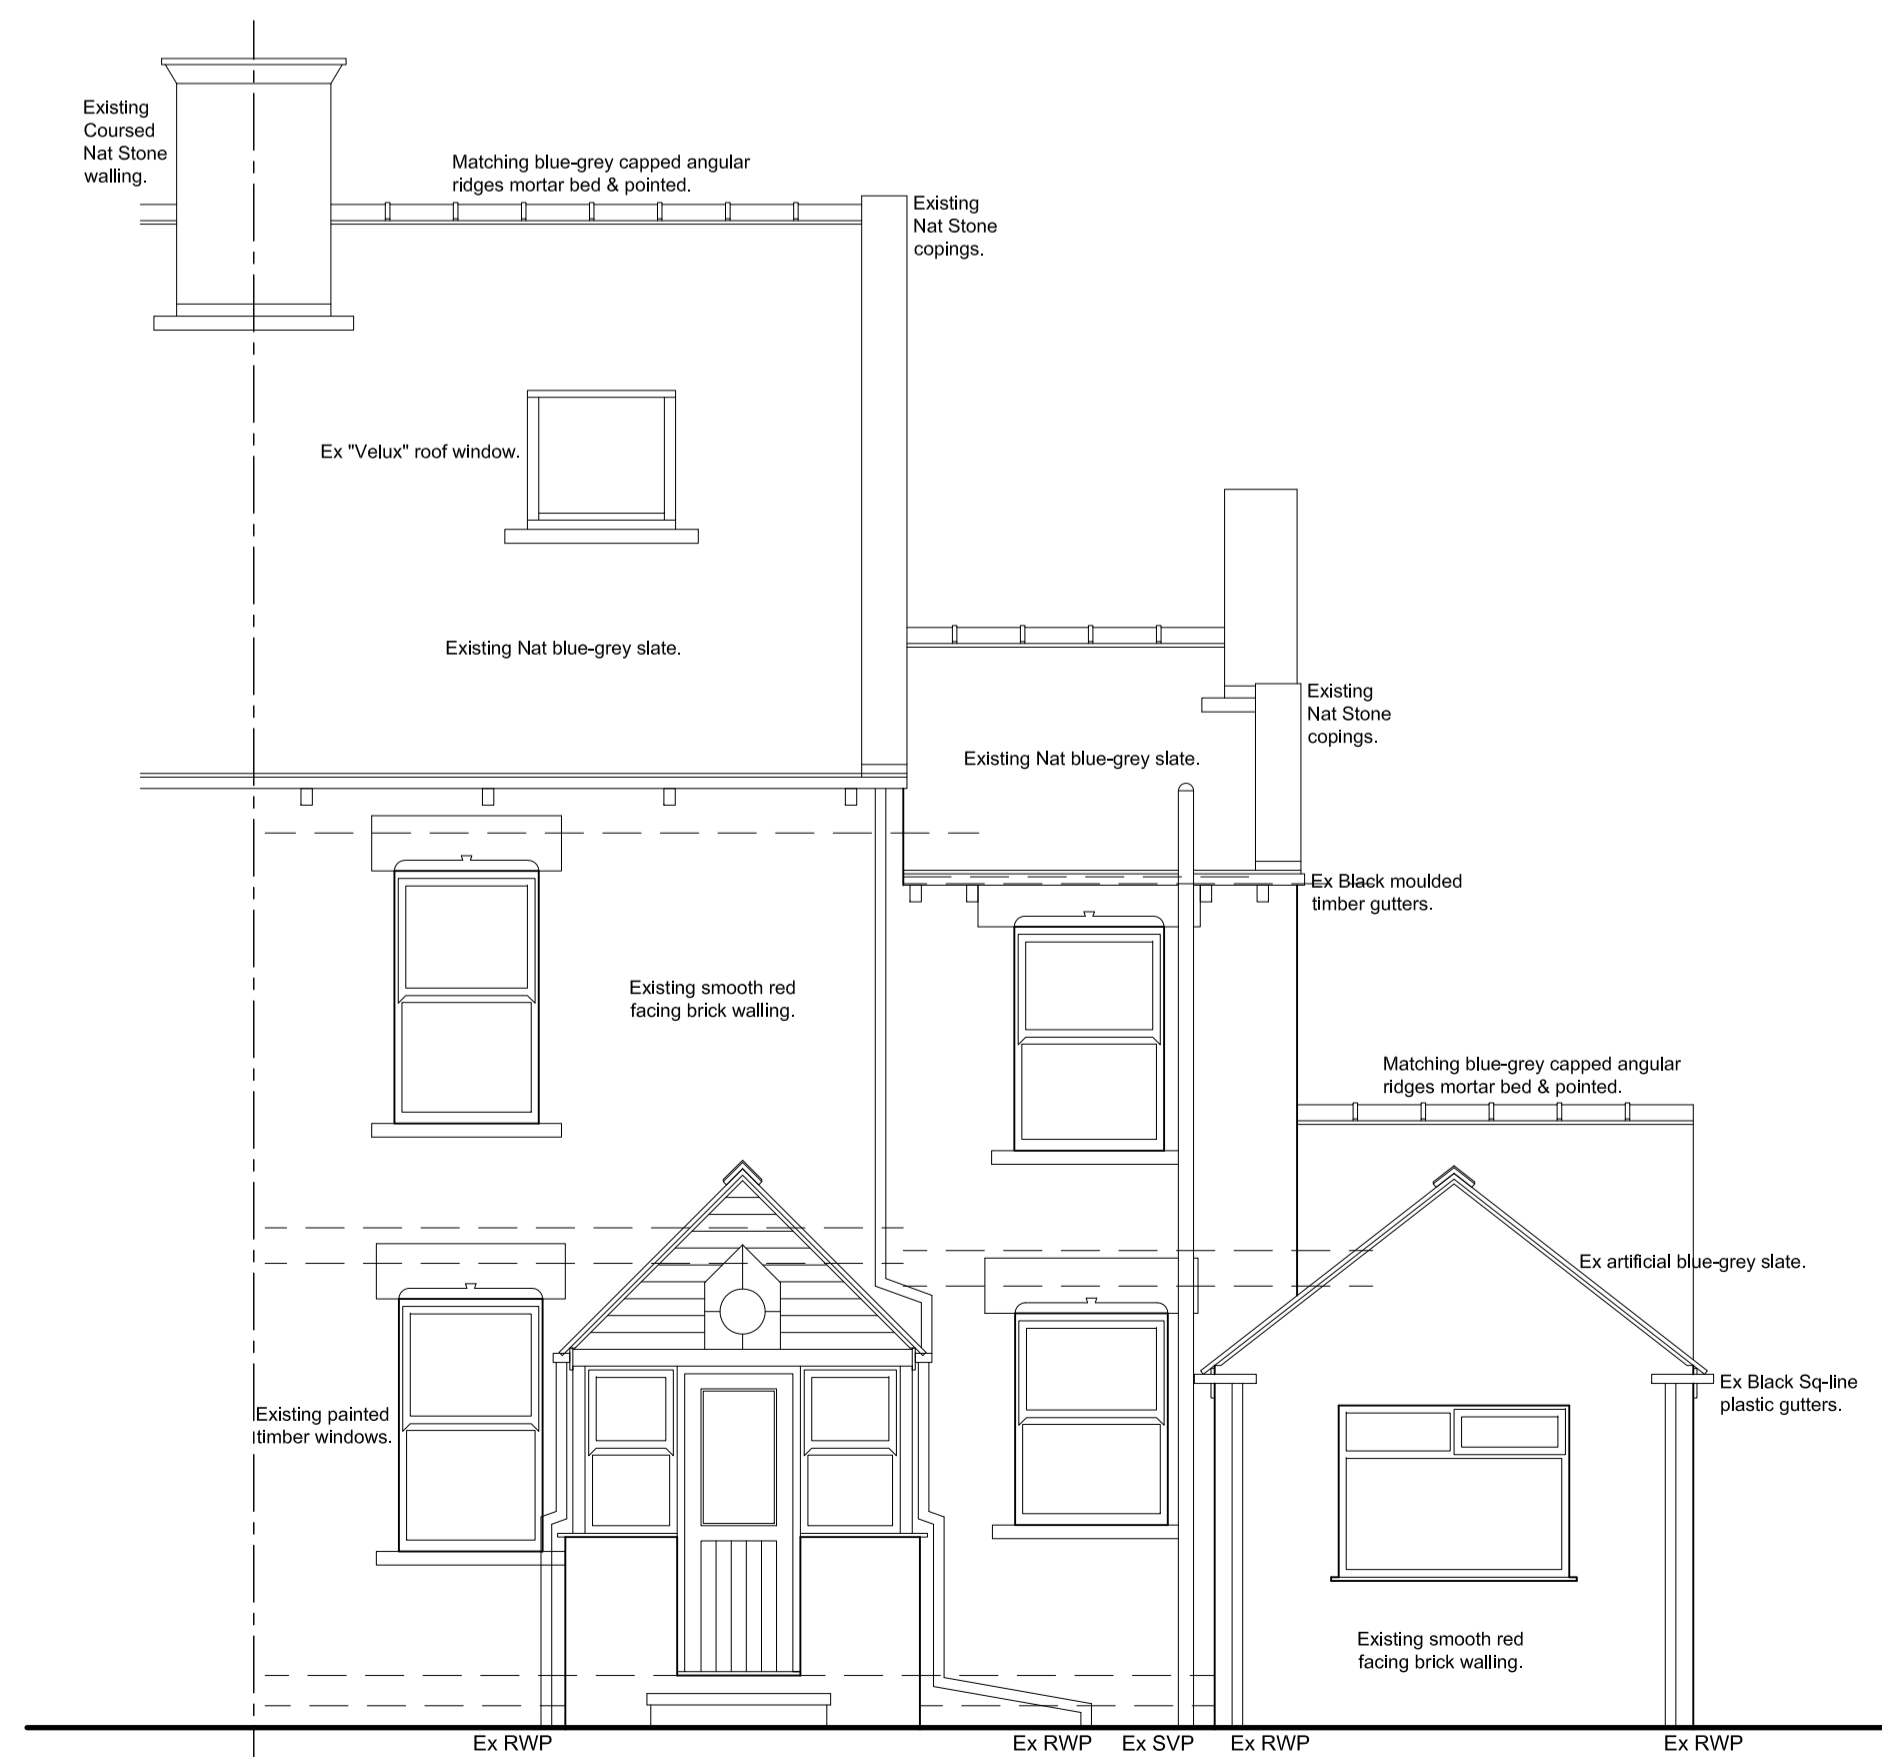 Existing
Coursed
Nat Stone
walling.
Matching blue-grey capped angular
ridges mortar bed & pointed.
Existing
Nat Stone
copings.
Ex "Velux" roof window.
Existing Nat blue-grey slate.
Existing
Nat Stone
copings.
Existing Nat blue-grey slate.
Ex Black moulded
timber gutters.
Existing smooth red
facing brick walling.
Matching blue-grey capped angular
ridges mortar bed & pointed.
Ex artificial blue-grey slate.
Existing painted
timber windows.
Ex Black Sq-line
plastic gutters.
Existing smooth red
facing brick walling.
Ex RWP
Ex RWP
Ex SVP
Ex RWP
Ex RWP